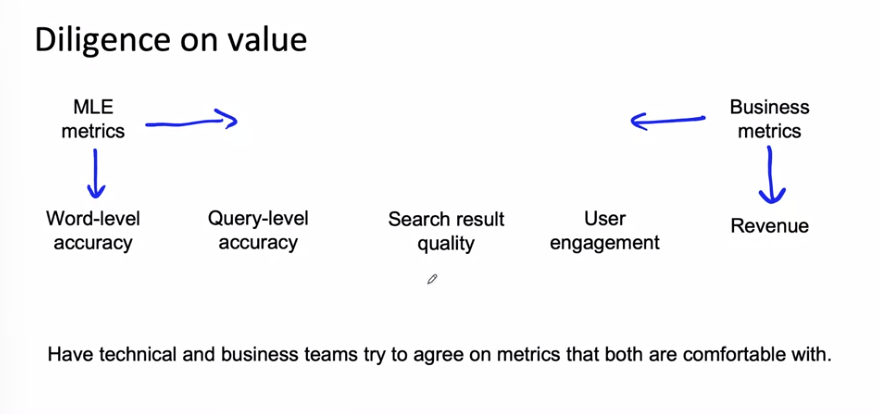 Diligence on value
MLE
metrics
Business
metrics
Word-level
accuracy
Query-level
accuracy
Search result
quality
User
engagement
Revenue
Have technical and business teams try to agree on metrics that both are comfortable with.